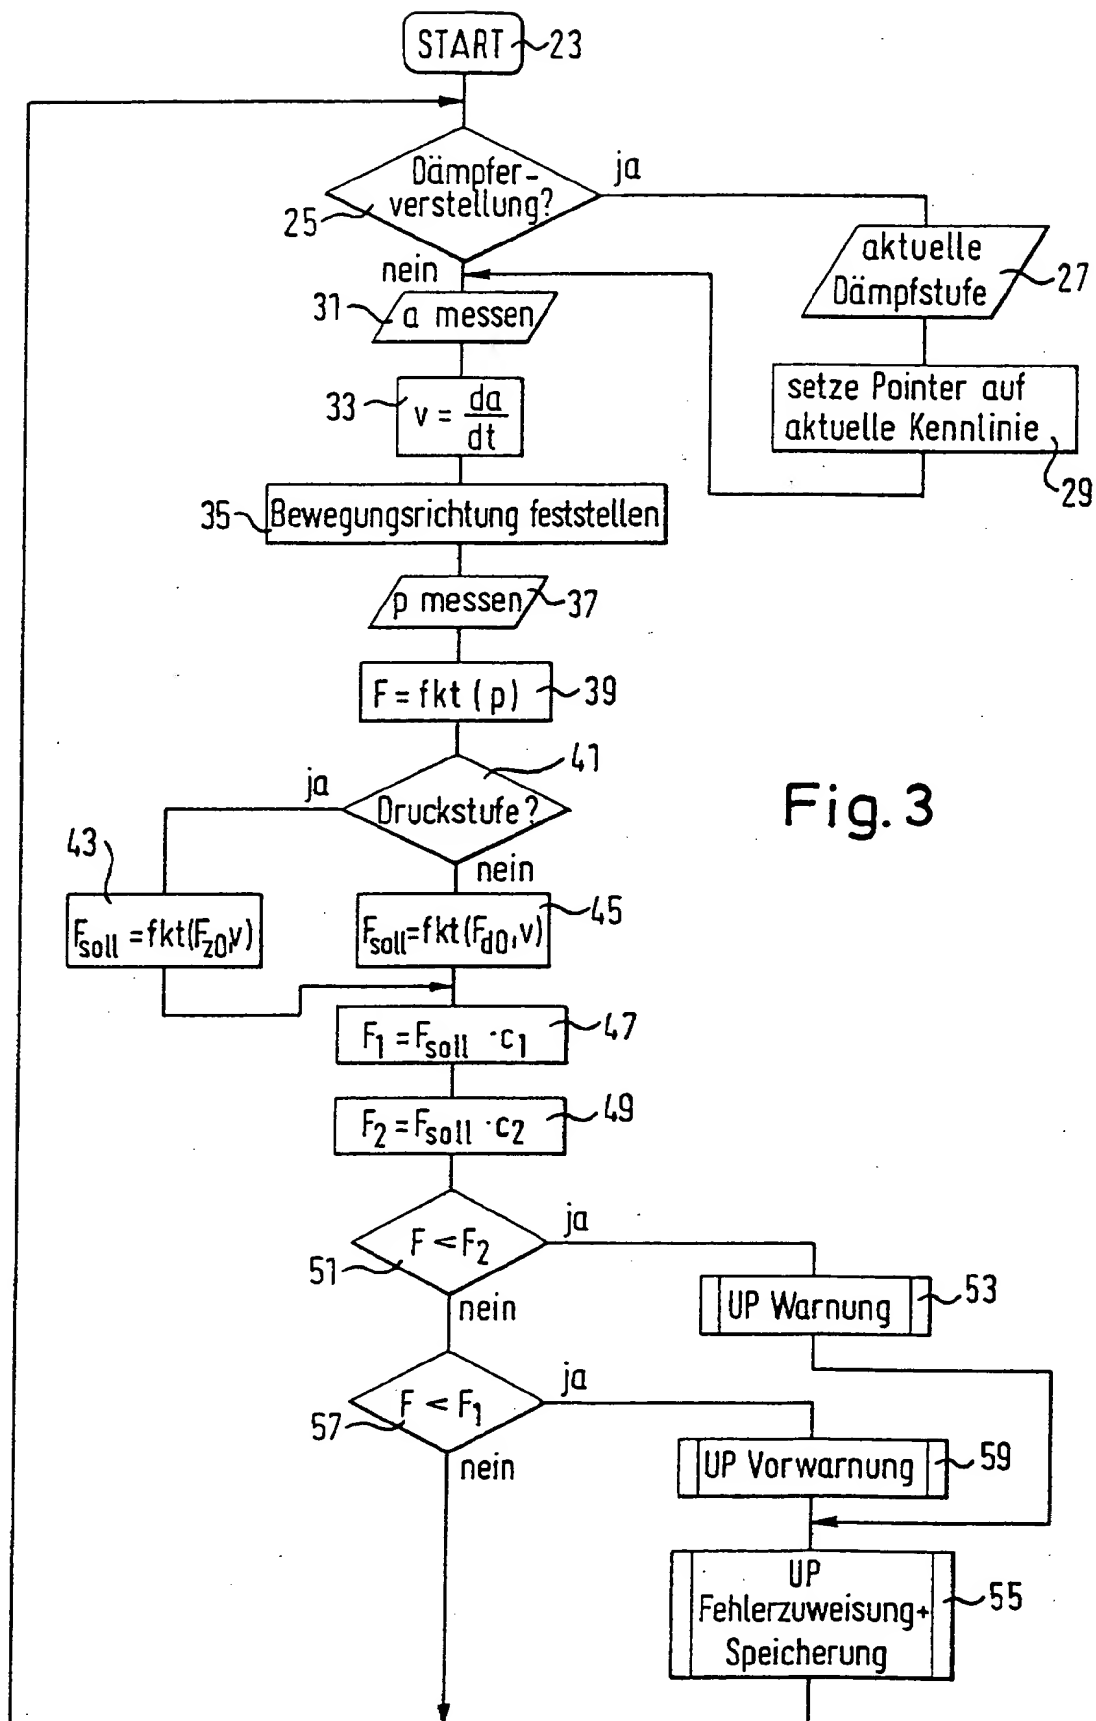 START 23
Dämpfer-
verstellung?
25
ja
nein
aktuelle
Dämpfstufe
27
31
a messen
setze Pointer auf
aktuelle Kennlinie
29
33
v = da/dt
35
Bewegungsrichtung feststellen
p messen
37
F = fkt (p)
39
41
Druckstufe?
ja
nein
Fig. 3
43
F_soll = fkt(F_z0,v)
45
F_soll = fkt(F_d0,v)
F_1 = F_soll · c_1
47
F_2 = F_soll · c_2
49
F < F_2
51
ja
nein
UP Warnung
53
F < F_1
57
ja
nein
UP Vorwarnung
59
UP
Fehlerzuweisung+
Speicherung
55